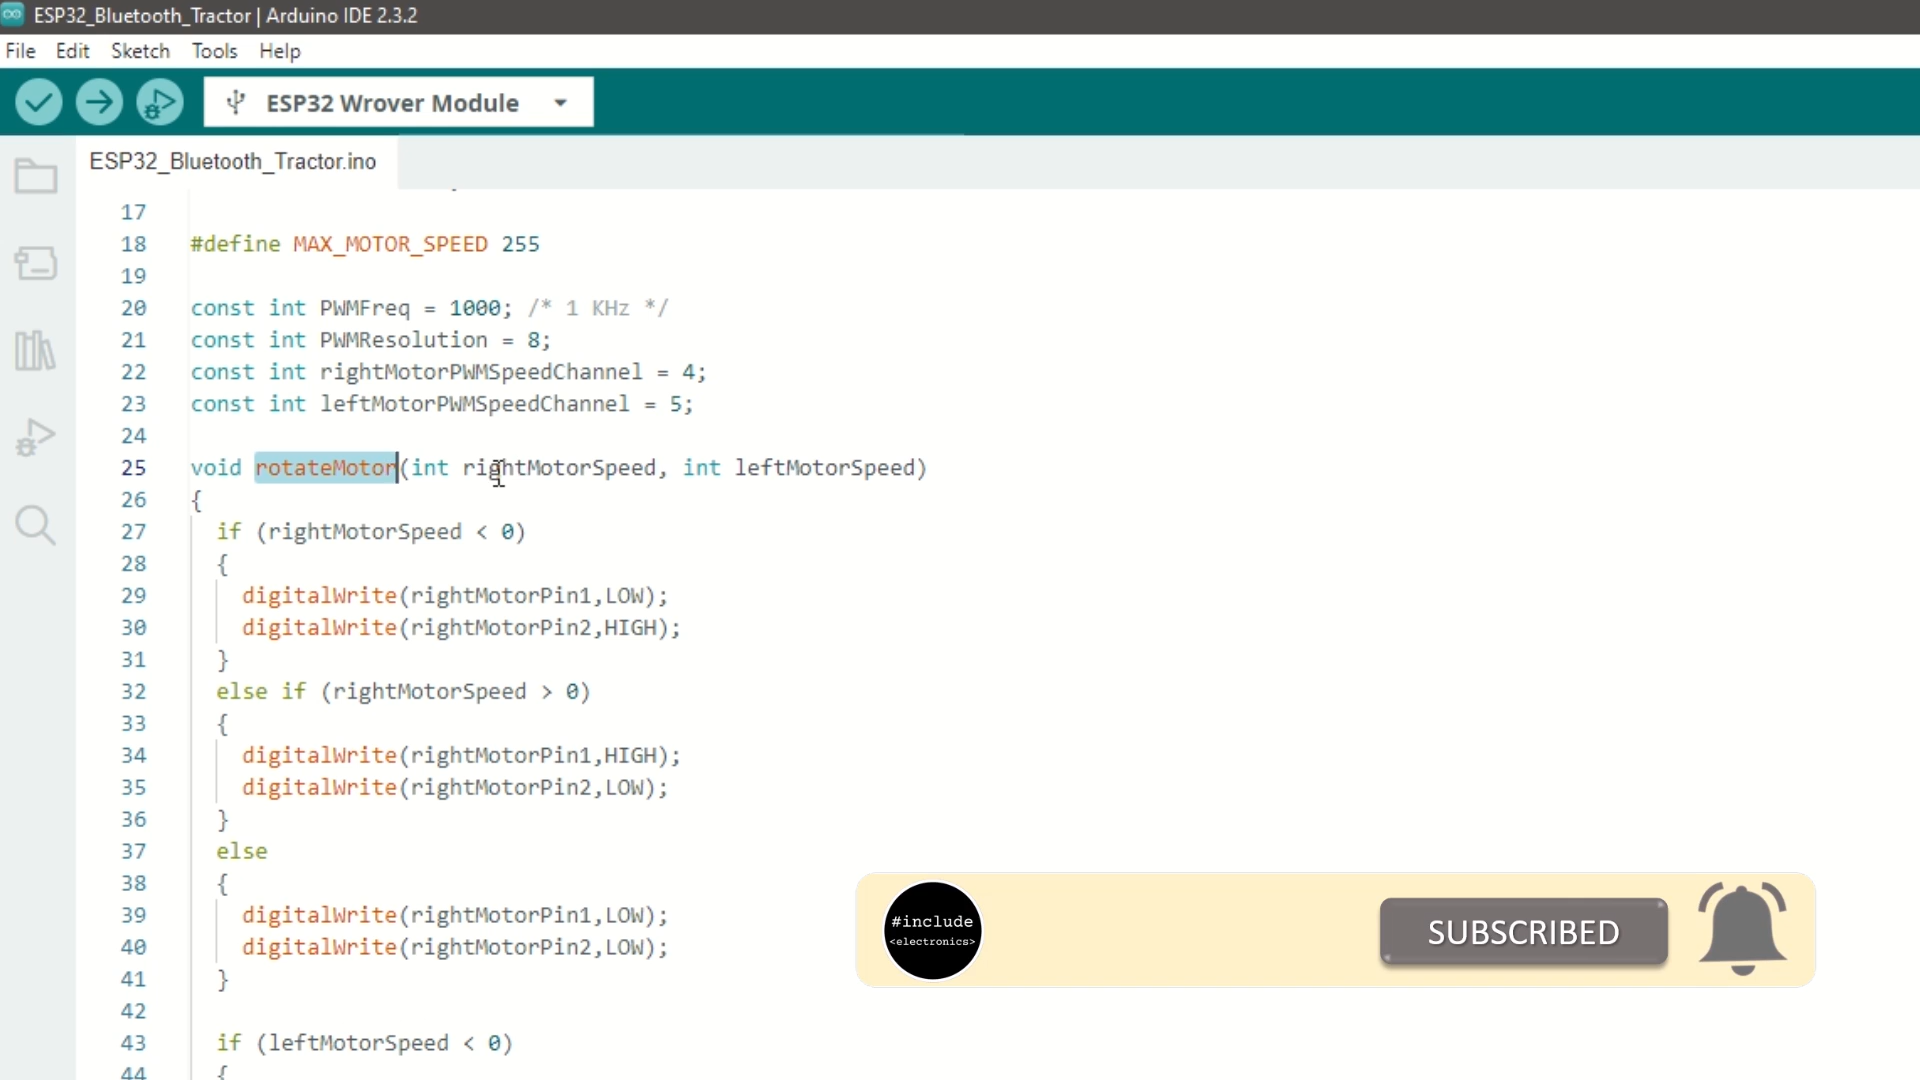 ESP32_Bluetooth_Tractor | Arduino IDE 2.3.2
File Edit Sketch Tools Help
ESP32 Wrover Module
ESP32_Bluetooth_Tractor.ino
17
18 #define MAX_MOTOR_SPEED 255
19
20 const int PWMFreq = 1000; /* 1 KHz */
21 const int PWMResolution = 8;
22 const int rightMotorPWMSpeedChannel = 4;
23 const int leftMotorPWMSpeedChannel = 5;
24
25 void rotateMotor(int rightMotorSpeed, int leftMotorSpeed)
26 {
27 if (rightMotorSpeed < 0)
28 {
29 digitalWrite(rightMotorPin1,LOW);
30 digitalWrite(rightMotorPin2,HIGH);
31 }
32 else if (rightMotorSpeed > 0)
33 {
34 digitalWrite(rightMotorPin1,HIGH);
35 digitalWrite(rightMotorPin2,LOW);
36 }
37 else
38 {
39 digitalWrite(rightMotorPin1,LOW);
40 digitalWrite(rightMotorPin2,LOW);
41 }
42
43 if (leftMotorSpeed < 0)
44 {
#include
<electronics>
SUBSCRIBED